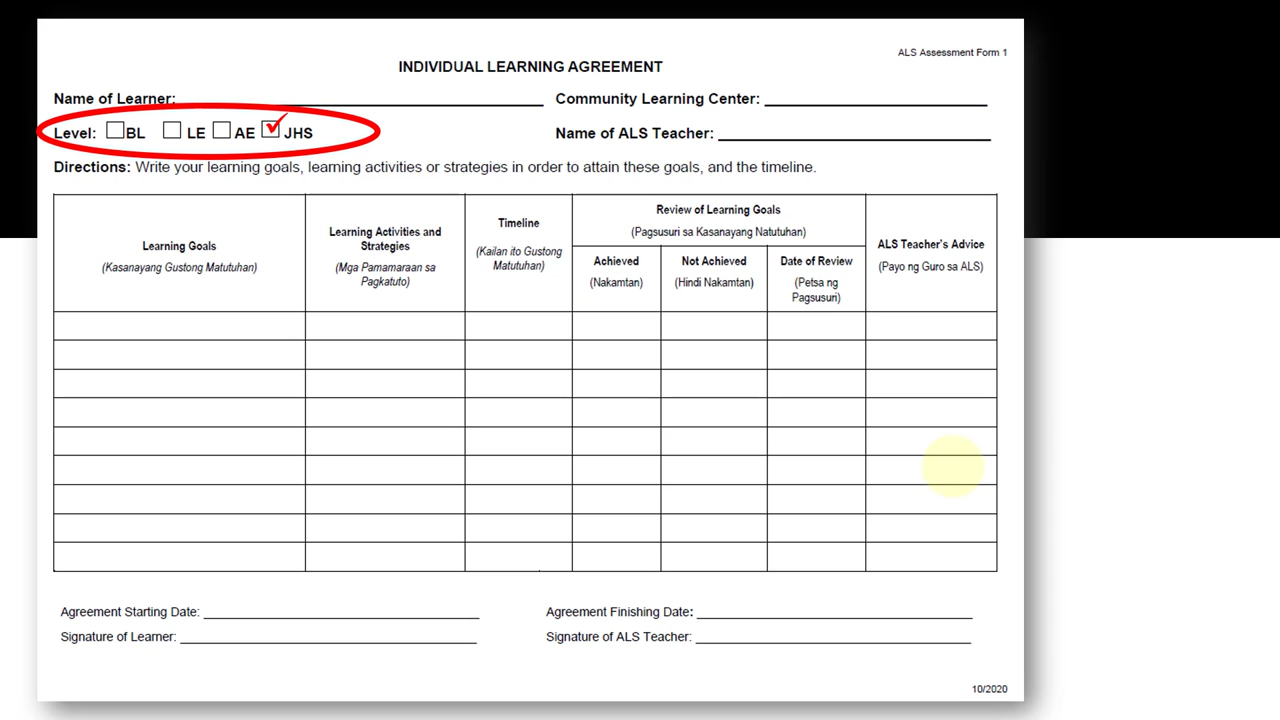 ALS Assessment Form 1
INDIVIDUAL LEARNING AGREEMENT
Name of Learner: Community Learning Center:
Level: BL LE AE JHS Name of ALS Teacher:
Directions: Write your learning goals, learning activities or strategies in order to attain these goals, and the timeline.
Learning Goals
(Kasanayang Gustong Matutuhan)
Learning Activities and
Strategies
(Mga Pamamaraan sa
Pagkatuto)
Timeline
(Kailan ito Gustong
Matutuhan)
Review of Learning Goals
(Pagsusuri sa Kasanayang Natutuhan)
Achieved
(Nakamtan)
Not Achieved
(Hindi Nakamtan)
Date of Review
(Petsa ng
Pagsusuri)
ALS Teacher's Advice
(Payo ng Guro sa ALS)
Agreement Starting Date: Agreement Finishing Date:
Signature of Learner: Signature of ALS Teacher:
10/2020